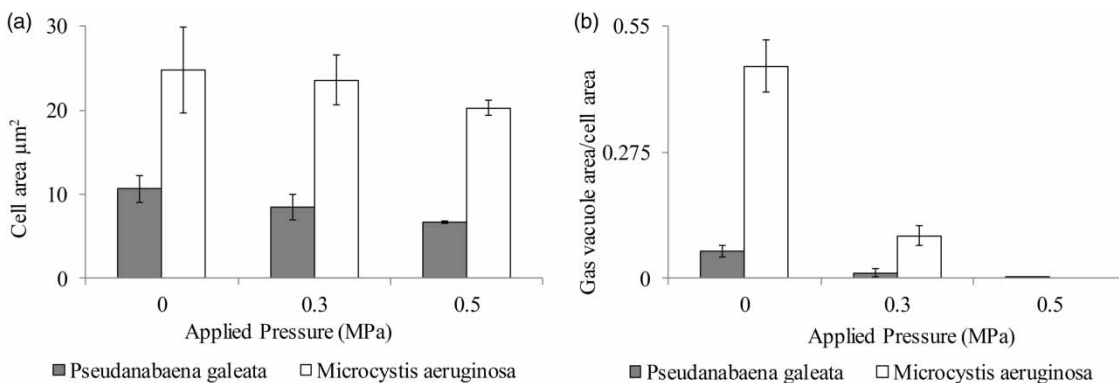 (a)
30
20
10
0
Cell area µm²
0 0.3 0.5
Applied Pressure (MPa)
Pseudanabaena galeata Microcystis aeruginosa
(b)
0.55
0.275
0
Gas vacuole area/cell area
0 0.3 0.5
Applied Pressure (MPa)
Pseudanabaena galeata Microcystis aeruginosa